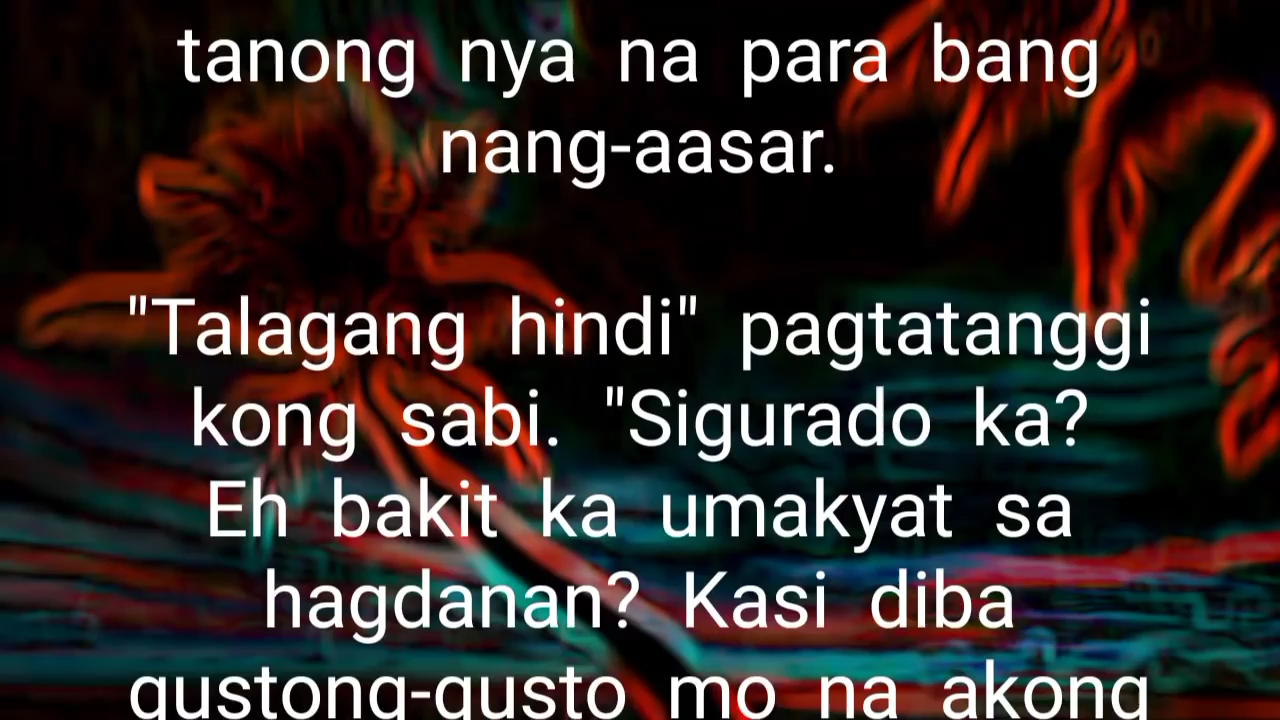 tanong nya na para bang
nang-aasar.
"Talagang hindi" pagtatanggi
kong sabi. "Sigurado ka?
Eh bakit ka umakyat sa
hagdanan? Kasi diba
gustong-gusto mo na akong